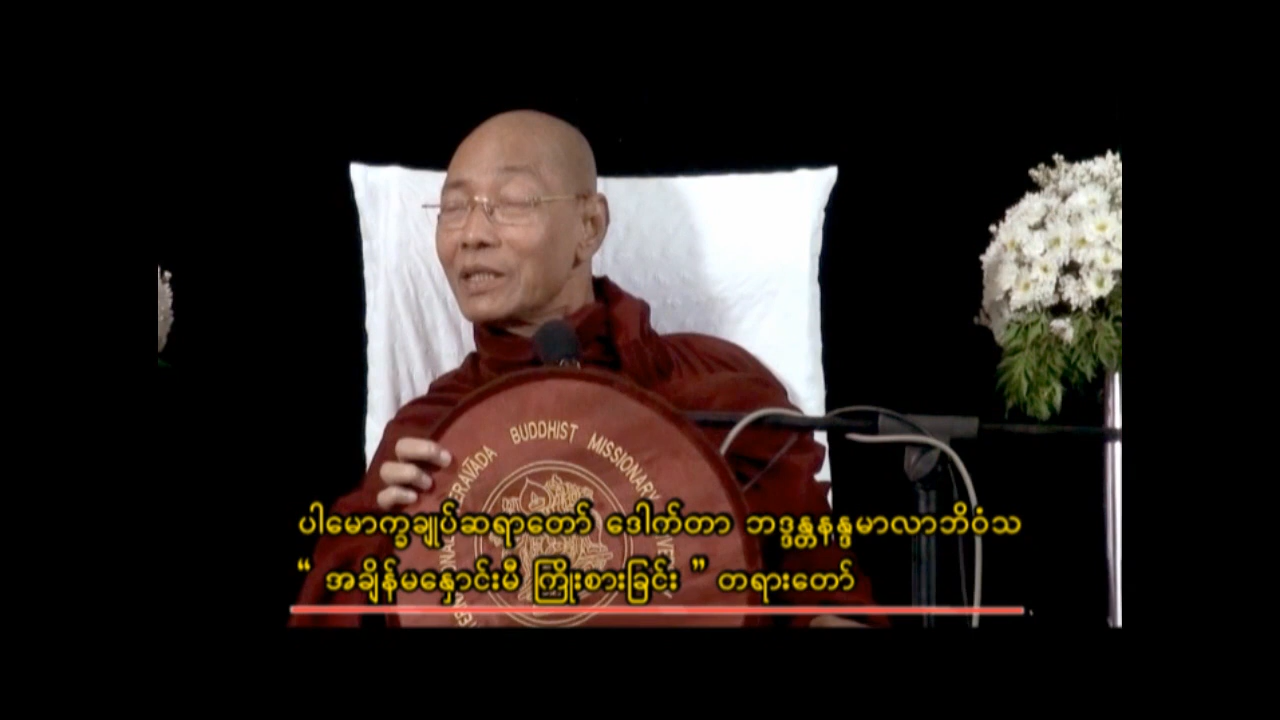 ERAVĀDA BUDDHIST MISSIONARY
ပါမောက္ခချုပ်ဆရာတော် ဒေါက်တာ ဘဒ္ဒန္တနန္ဒမာလာဘိဝံသ
“ အချိန်မနှောင်းမီ ကြိုးစားခြင်း ” တရားတော်